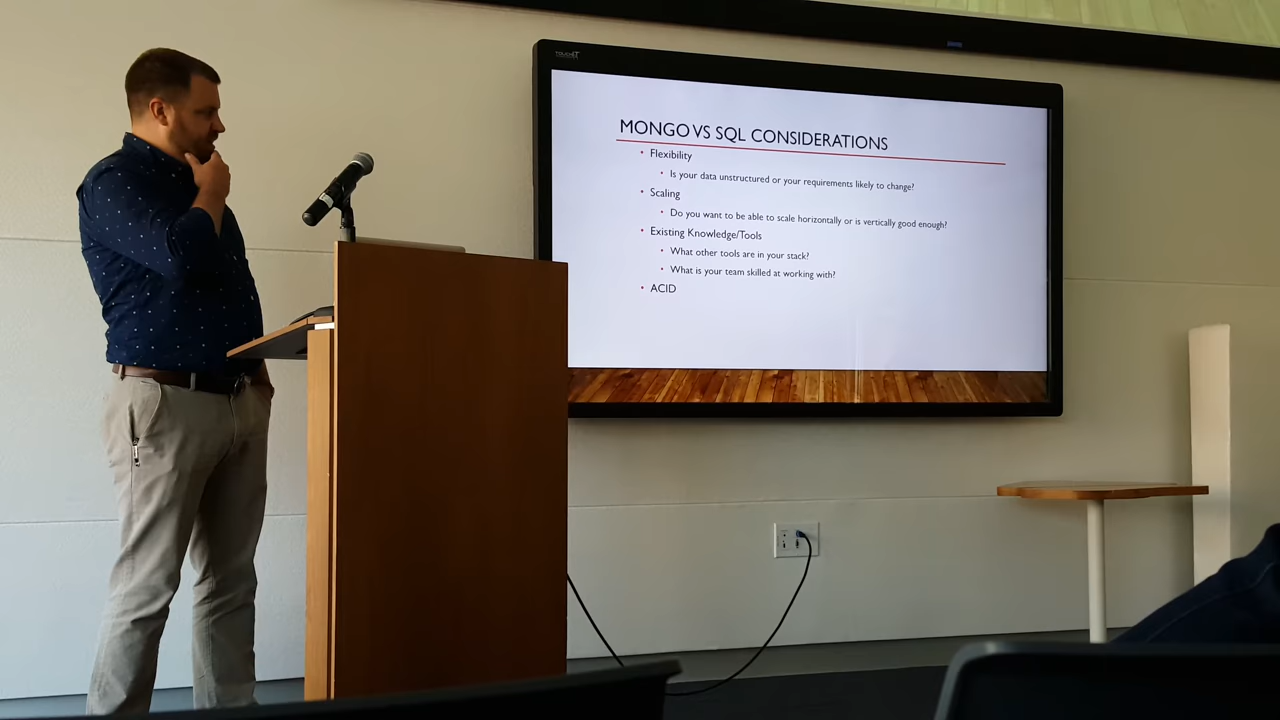 TOUCHIT
MONGO VS SQL CONSIDERATIONS
• Flexibility
• Is your data unstructured or your requirements likely to change?
• Scaling
• Do you want to be able to scale horizontally or is vertically good enough?
• Existing Knowledge/Tools
• What other tools are in your stack?
• What is your team skilled at working with?
• ACID